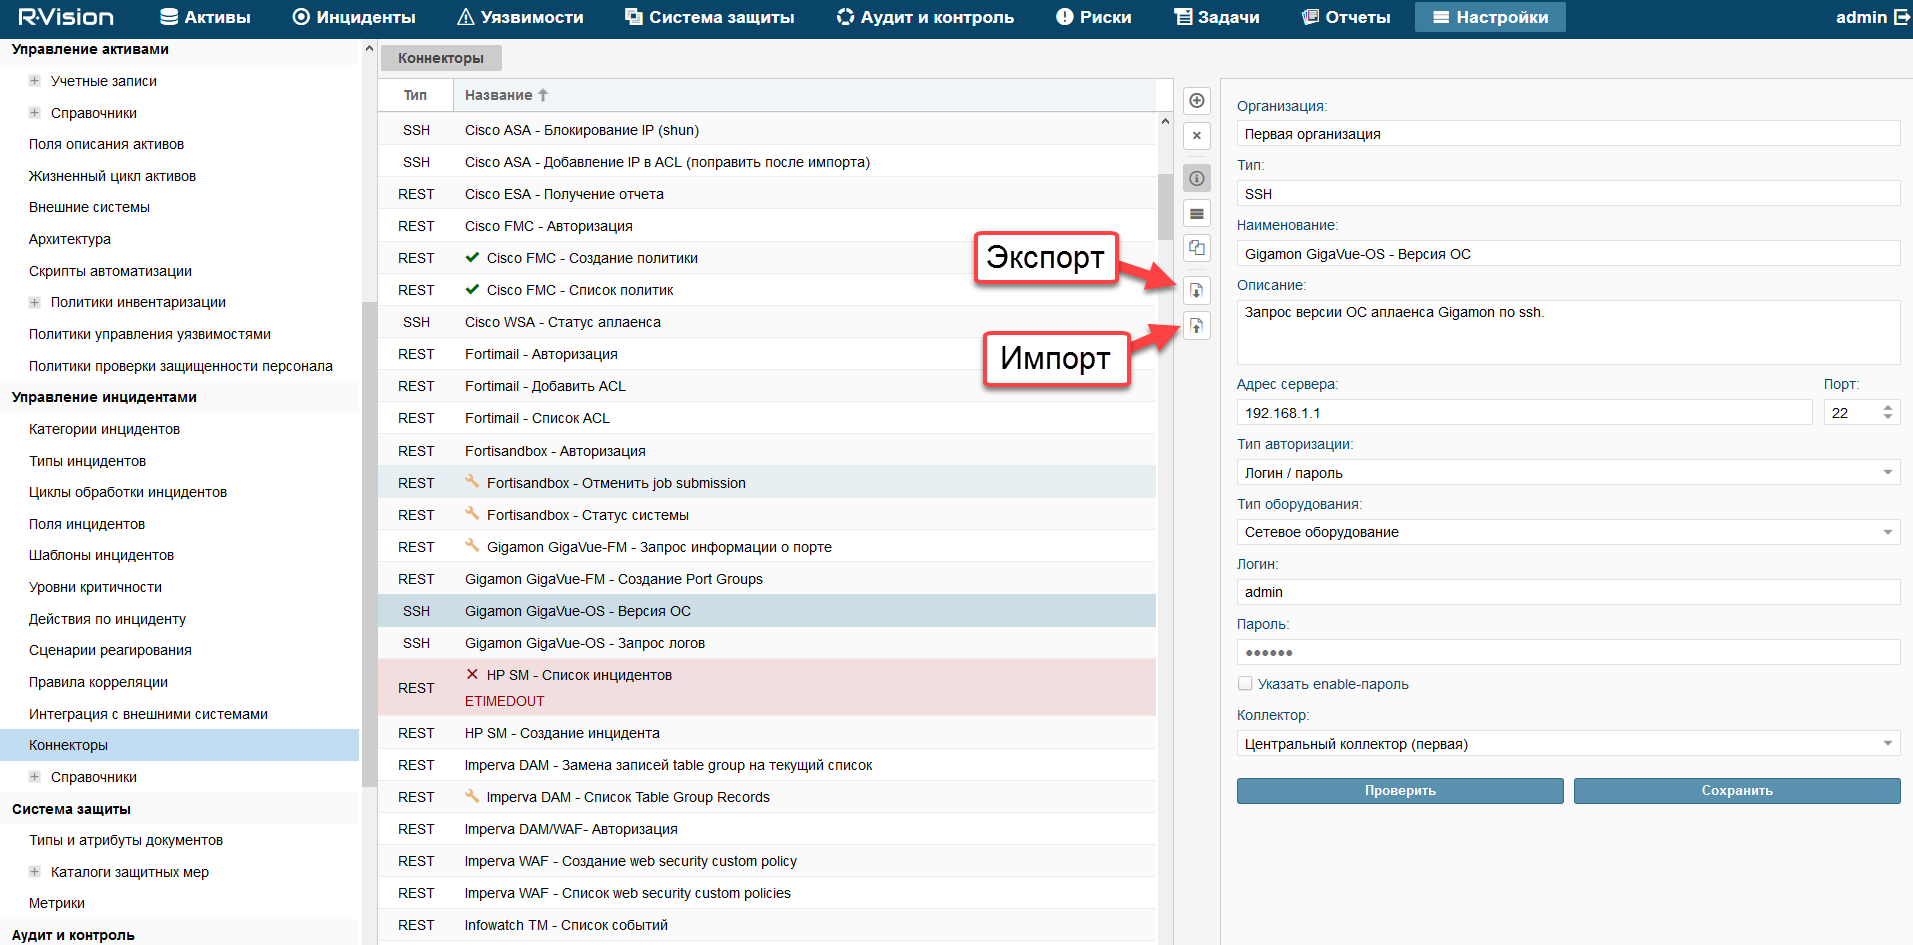 R·Vision
Активы
Инциденты
Уязвимости
Система защиты
Аудит и контроль
Риски
Задачи
Отчеты
Настройки
admin
Управление активами
Учетные записи
Справочники
Поля описания активов
Жизненный цикл активов
Внешние системы
Архитектура
Скрипты автоматизации
Политики инвентаризации
Политики управления уязвимостями
Политики проверки защищенности персонала
Управление инцидентами
Категории инцидентов
Типы инцидентов
Циклы обработки инцидентов
Поля инцидентов
Шаблоны инцидентов
Уровни критичности
Действия по инциденту
Сценарии реагирования
Правила корреляции
Интеграция с внешними системами
Коннекторы
Справочники
Система защиты
Типы и атрибуты документов
Каталоги защитных мер
Метрики
Аудит и контроль
Коннекторы
Тип Название
SSH Cisco ASA - Блокирование IP (shun)
SSH Cisco ASA - Добавление IP в ACL (поправить после импорта)
REST Cisco ESA - Получение отчета
REST Cisco FMC - Авторизация
REST Cisco FMC - Создание политики
REST Cisco FMC - Список политик
SSH Cisco WSA - Статус аплаенса
REST Fortimail - Авторизация
REST Fortimail - Добавить ACL
REST Fortimail - Список ACL
REST Fortisandbox - Авторизация
REST Fortisandbox - Отменить job submission
REST Fortisandbox - Статус системы
REST Gigamon GigaVue-FM - Запрос информации о порте
REST Gigamon GigaVue-FM - Создание Port Groups
SSH Gigamon GigaVue-OS - Версия ОС
SSH Gigamon GigaVue-OS - Запрос логов
REST HP SM - Список инцидентов
ETIMEDOUT
REST HP SM - Создание инцидента
REST Imperva DAM - Замена записей table group на текущий список
REST Imperva DAM - Список Table Group Records
REST Imperva DAM/WAF- Авторизация
REST Imperva WAF - Создание web security custom policy
REST Imperva WAF - Список web security custom policies
REST Infowatch TM - Список событий
Экспорт
Импорт
Организация:
Первая организация
Тип:
SSH
Наименование:
Gigamon GigaVue-OS - Версия ОС
Описание:
Запрос версии ОС аплаенса Gigamon по ssh.
Адрес сервера: Порт:
192.168.1.1 22
Тип авторизации:
Логин / пароль
Тип оборудования:
Сетевое оборудование
Логин:
admin
Пароль:
●●●●●●
Указать enable-пароль
Коллектор:
Центральный коллектор (первая)
Проверить Сохранить